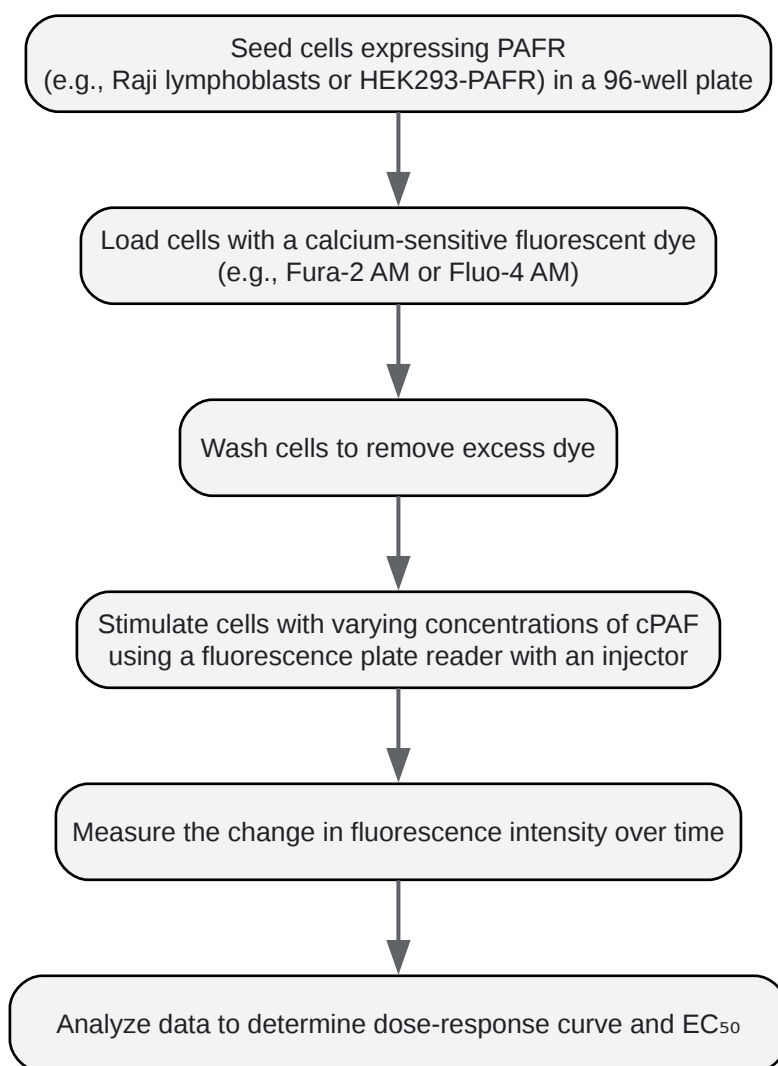 Seed cells expressing PAFR
(e.g., Raji lymphoblasts or HEK293-PAFR) in a 96-well plate
Load cells with a calcium-sensitive fluorescent dye
(e.g., Fura-2 AM or Fluo-4 AM)
Wash cells to remove excess dye
Stimulate cells with varying concentrations of cPAF
using a fluorescence plate reader with an injector
Measure the change in fluorescence intensity over time
Analyze data to determine dose-response curve and EC₅₀